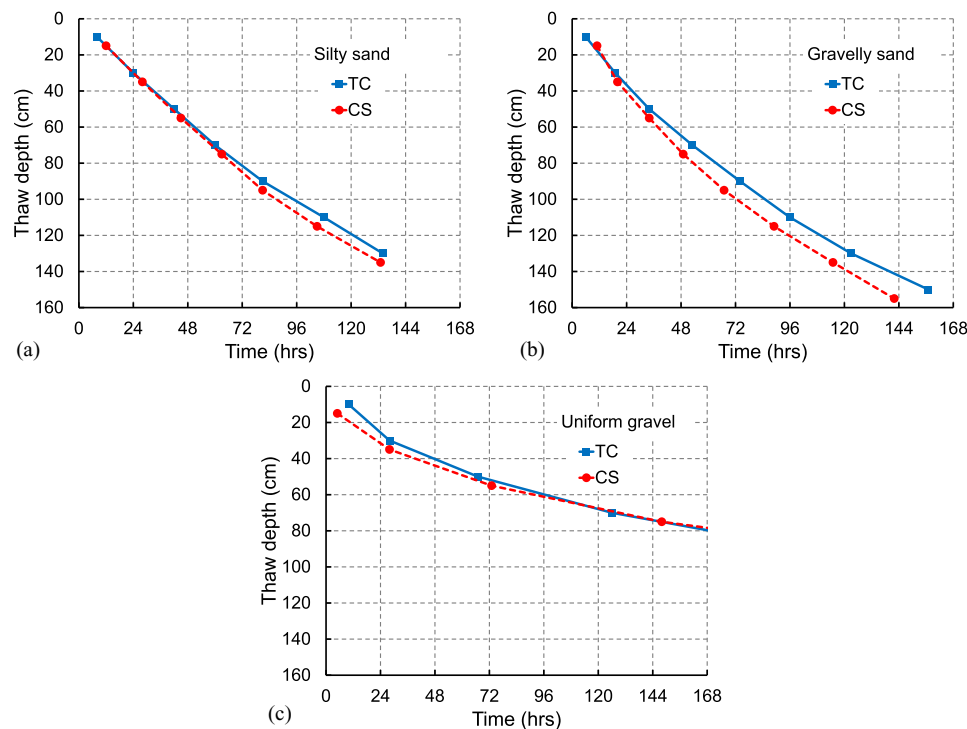 0
20
40
60
80
100
120
140
160
Thaw depth (cm)
Silty sand
TC
CS
0 24 48 72 96 120 144 168
Time (hrs)
(a)
0
20
40
60
80
100
120
140
160
Thaw depth (cm)
Gravelly sand
TC
CS
0 24 48 72 96 120 144 168
Time (hrs)
(b)
0
20
40
60
80
100
120
140
160
Thaw depth (cm)
Uniform gravel
TC
CS
0 24 48 72 96 120 144 168
Time (hrs)
(c)